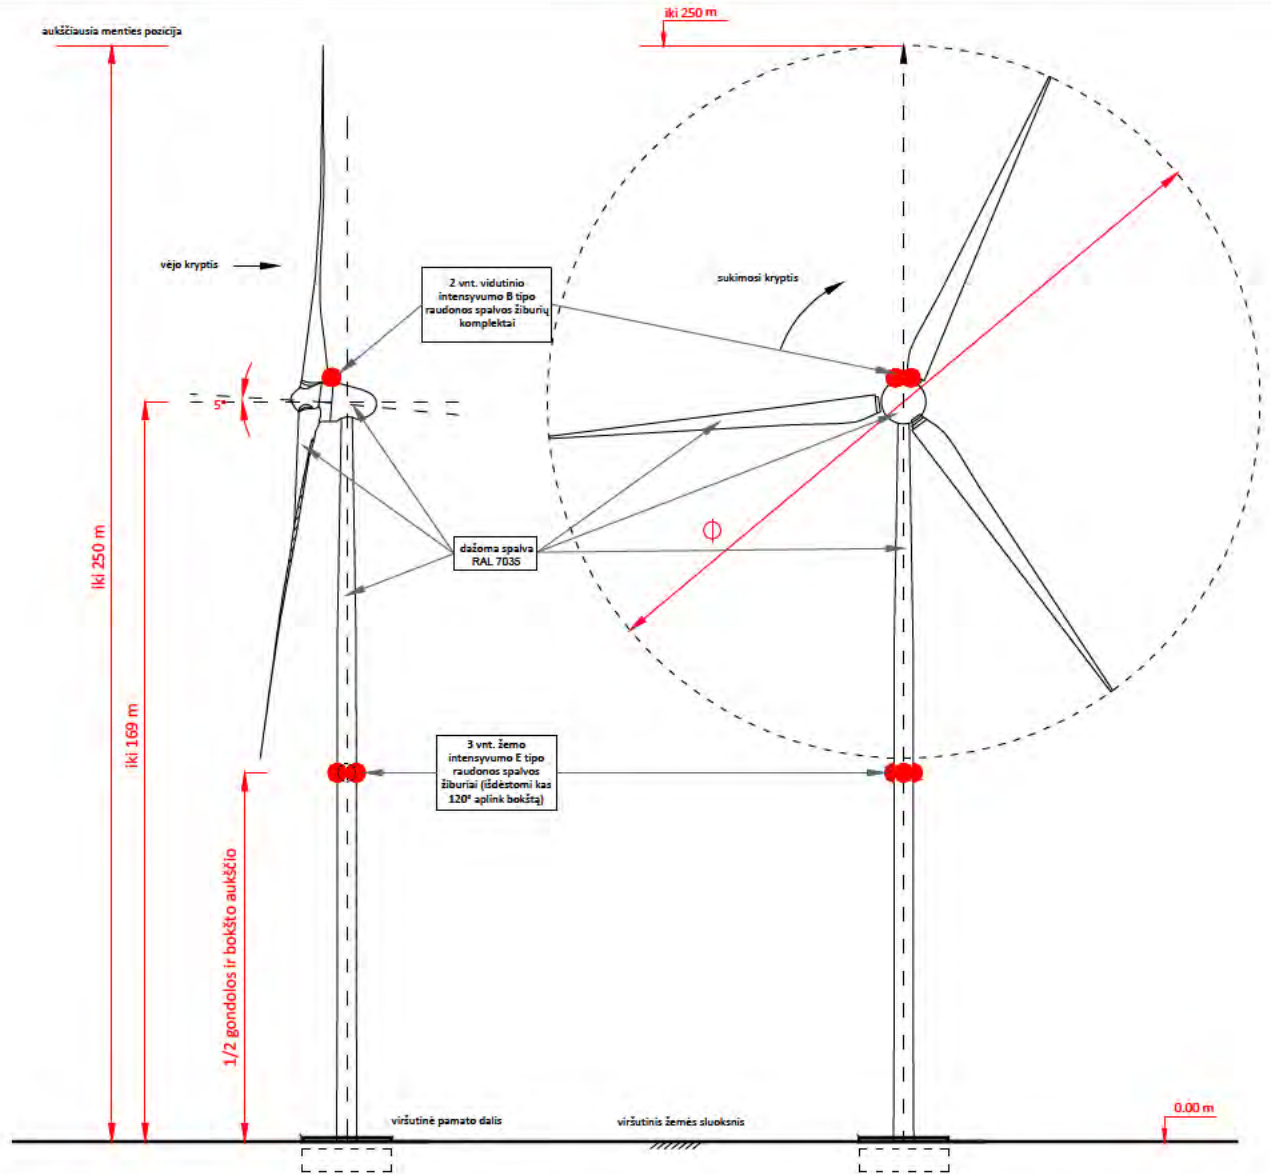 iki 250 m
aukščiausia menties pozicija
vėjo kryptis
2 vnt. vidutinio
intensyvumo B tipo
raudonos spalvos žiburių
komplektai
sukimosi kryptis
5°
iki 250 m
dažoma spalva
RAL 7035
Φ
iki 169 m
3 vnt. žemo
intensyvumo E tipo
raudonos spalvos
žiburiai (išdėstomi kas
120° aplink bokštą)
1/2 gondolos ir bokšto aukščio
viršutinė pamato dalis
viršutinis žemės sluoksnis
0.00 m